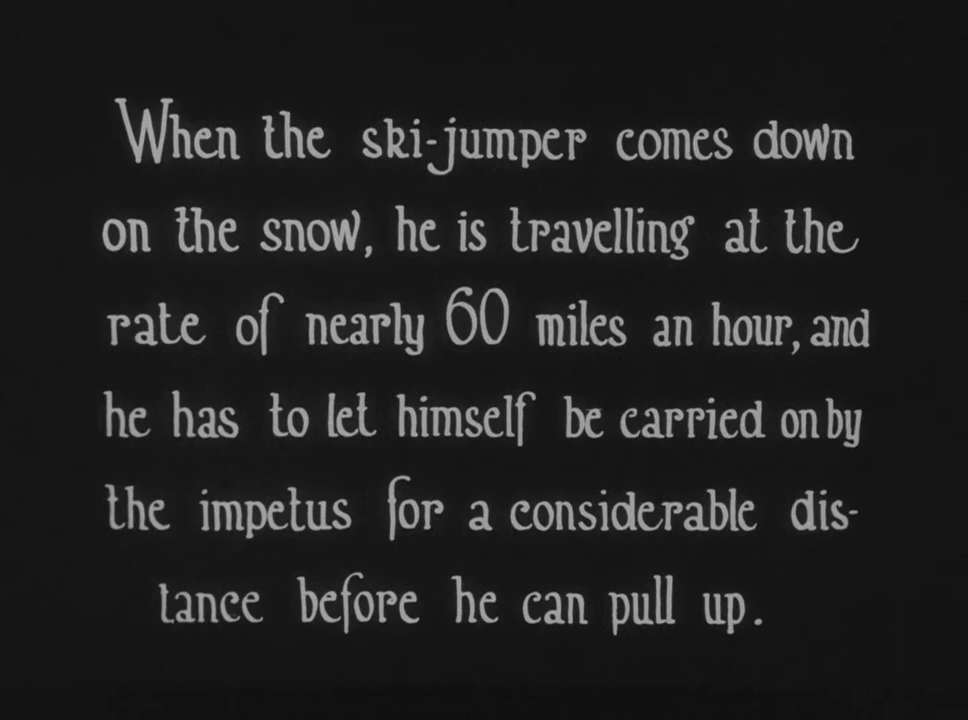 When the ski-jumper comes down
on the snow, he is travelling at the
rate of nearly 60 miles an hour, and
he has to let himself be carried on by
the impetus for a considerable dis-
tance before he can pull up.